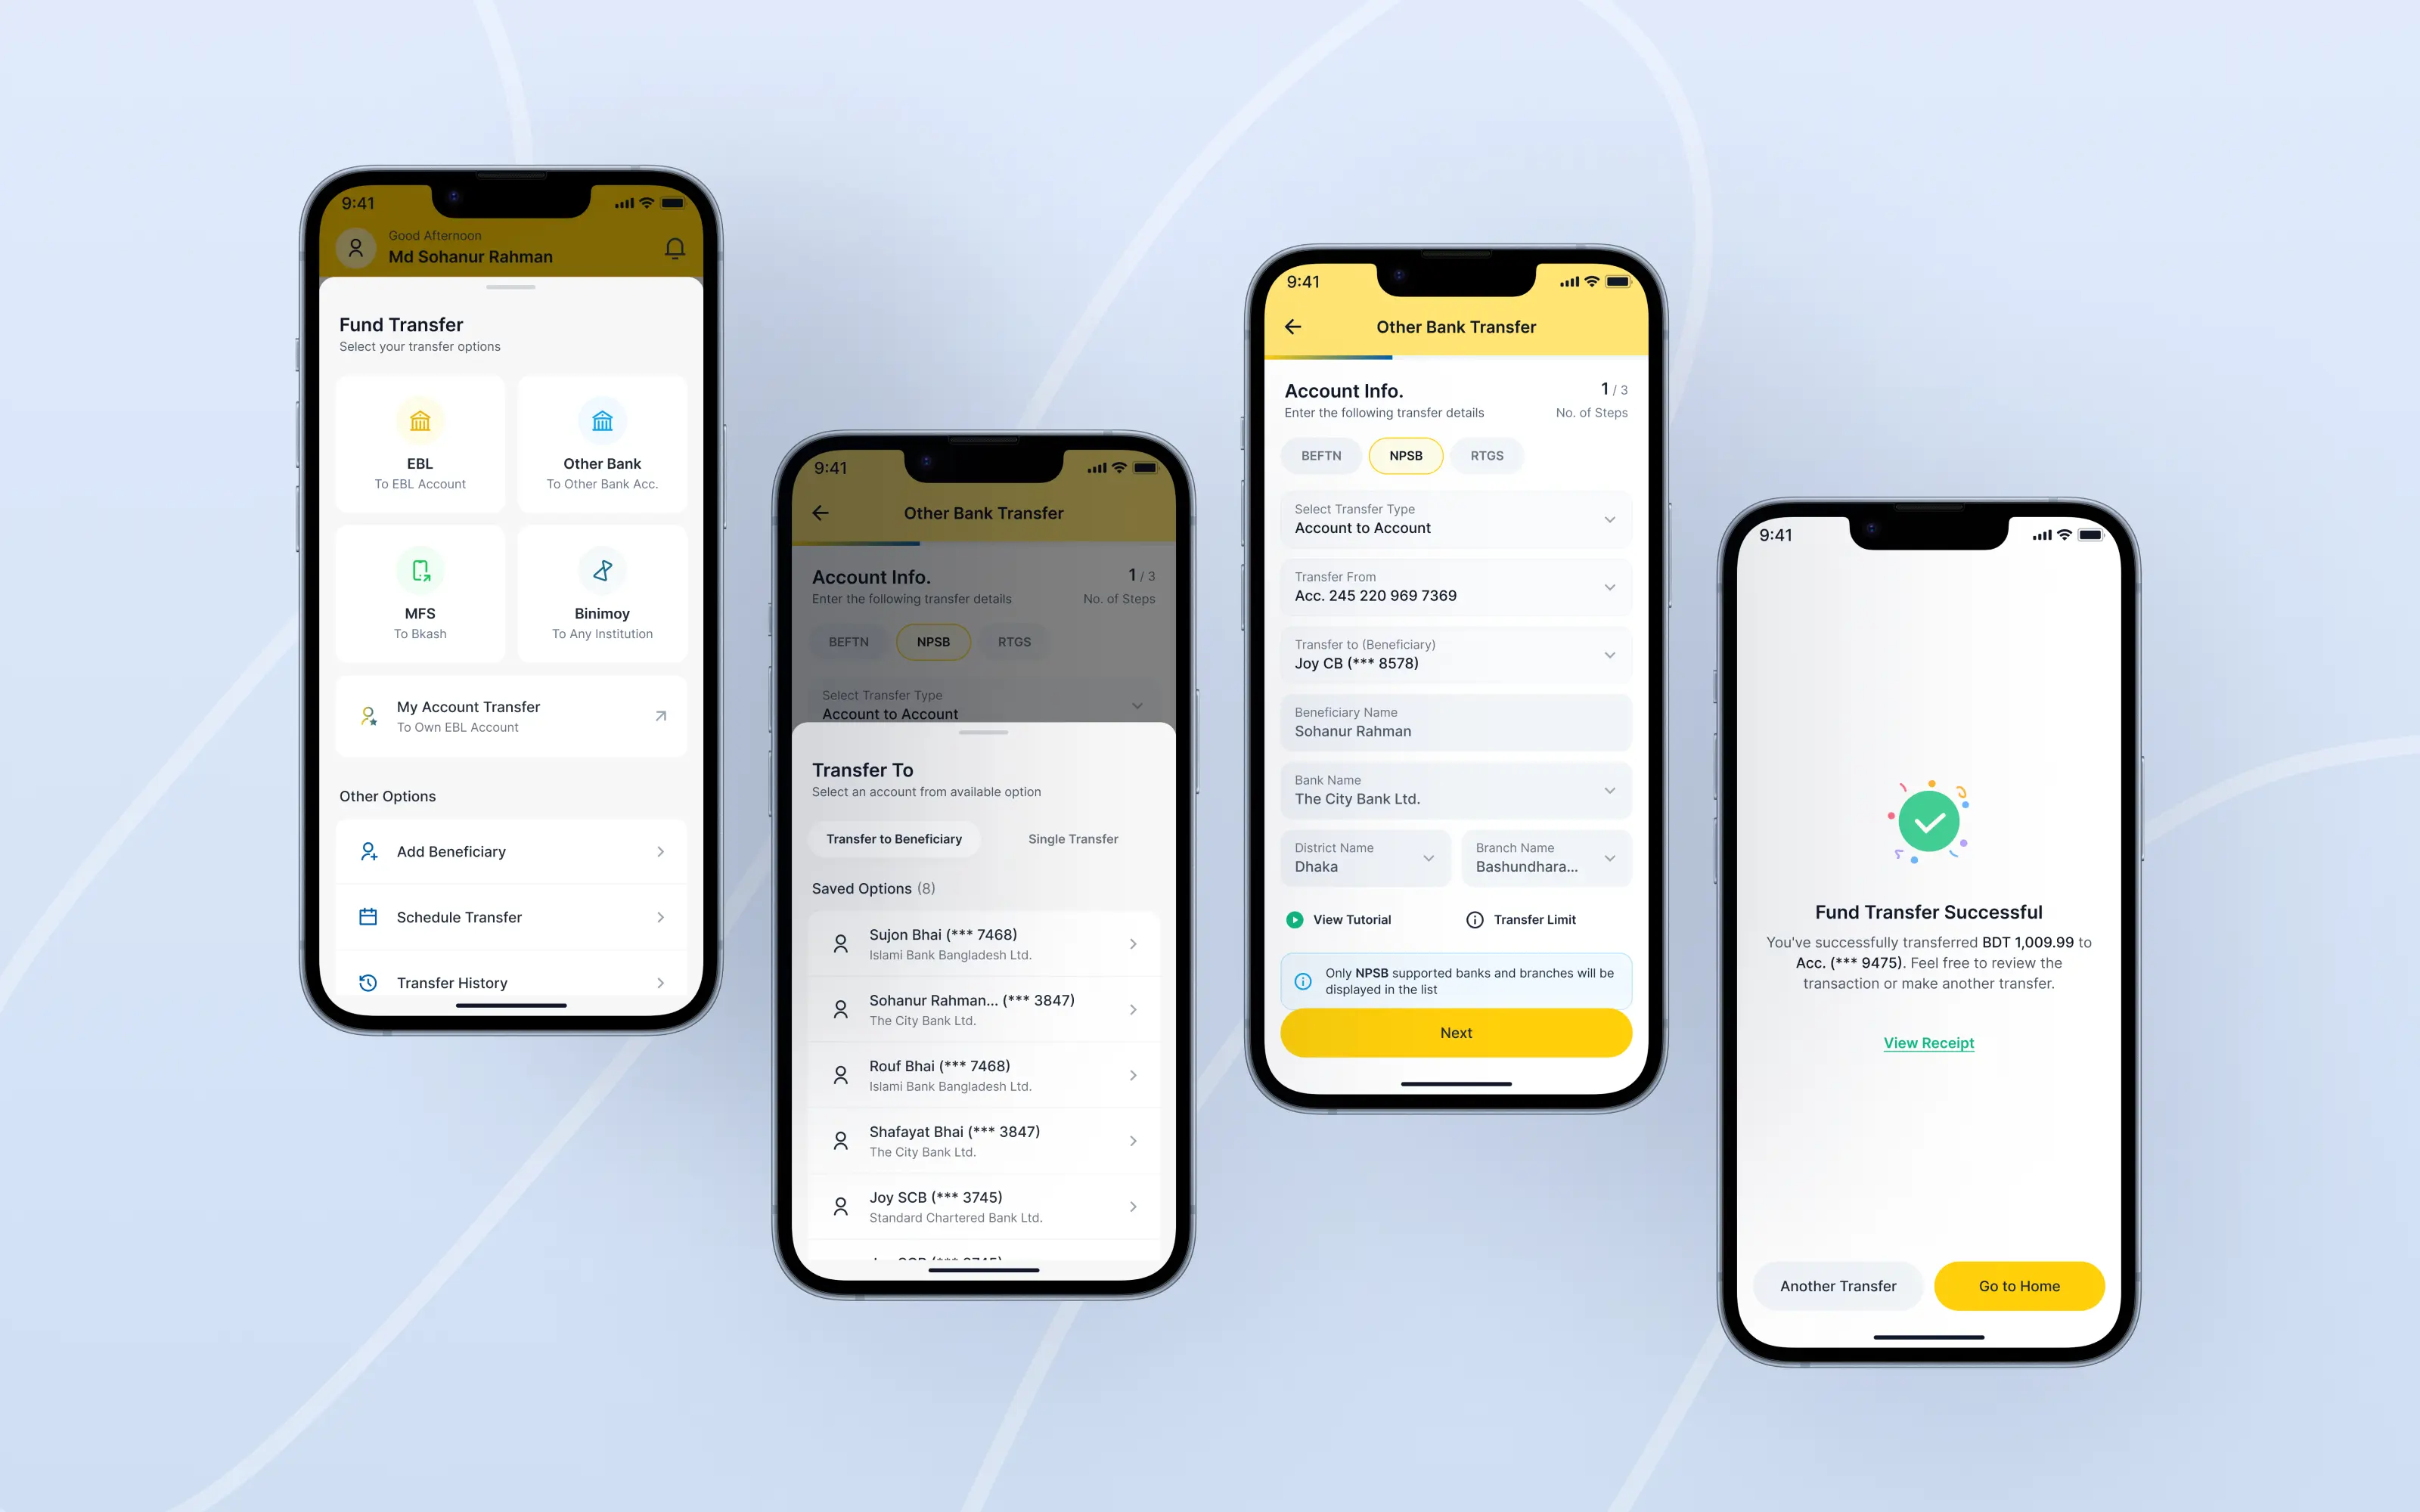 9:41
Good Afternoon
Md Sohanur Rahman
Fund Transfer
Select your transfer options
EBL
To EBL Account
Other Bank
To Other Bank Acc.
MFS
To Bkash
Binimoy
To Any Institution
My Account Transfer
To Own EBL Account
Other Options
Add Beneficiary
Schedule Transfer
Transfer History
9:41
Other Bank Transfer
Account Info.
1 / 3
Enter the following transfer details
No. of Steps
BEFTN
NPSB
RTGS
Select Transfer Type
Account to Account
Transfer To
Select an account from available option
Transfer to Beneficiary
Single Transfer
Saved Options (8)
Sujon Bhai (*** 7468)
Islami Bank Bangladesh Ltd.
Sohanur Rahman... (*** 3847)
The City Bank Ltd.
Rouf Bhai (*** 7468)
Islami Bank Bangladesh Ltd.
Shafayat Bhai (*** 3847)
The City Bank Ltd.
Joy SCB (*** 3745)
Standard Chartered Bank Ltd.
9:41
Other Bank Transfer
Account Info.
1 / 3
Enter the following transfer details
No. of Steps
BEFTN
NPSB
RTGS
Select Transfer Type
Account to Account
Transfer From
Acc. 245 220 969 7369
Transfer to (Beneficiary)
Joy CB (*** 8578)
Beneficiary Name
Sohanur Rahman
Bank Name
The City Bank Ltd.
District Name
Dhaka
Branch Name
Bashundhara...
View Tutorial
Transfer Limit
Only NPSB supported banks and branches will be
displayed in the list
Next
9:41
Fund Transfer Successful
You've successfully transferred BDT 1,009.99 to
Acc. (*** 9475). Feel free to review the
transaction or make another transfer.
View Receipt
Another Transfer
Go to Home